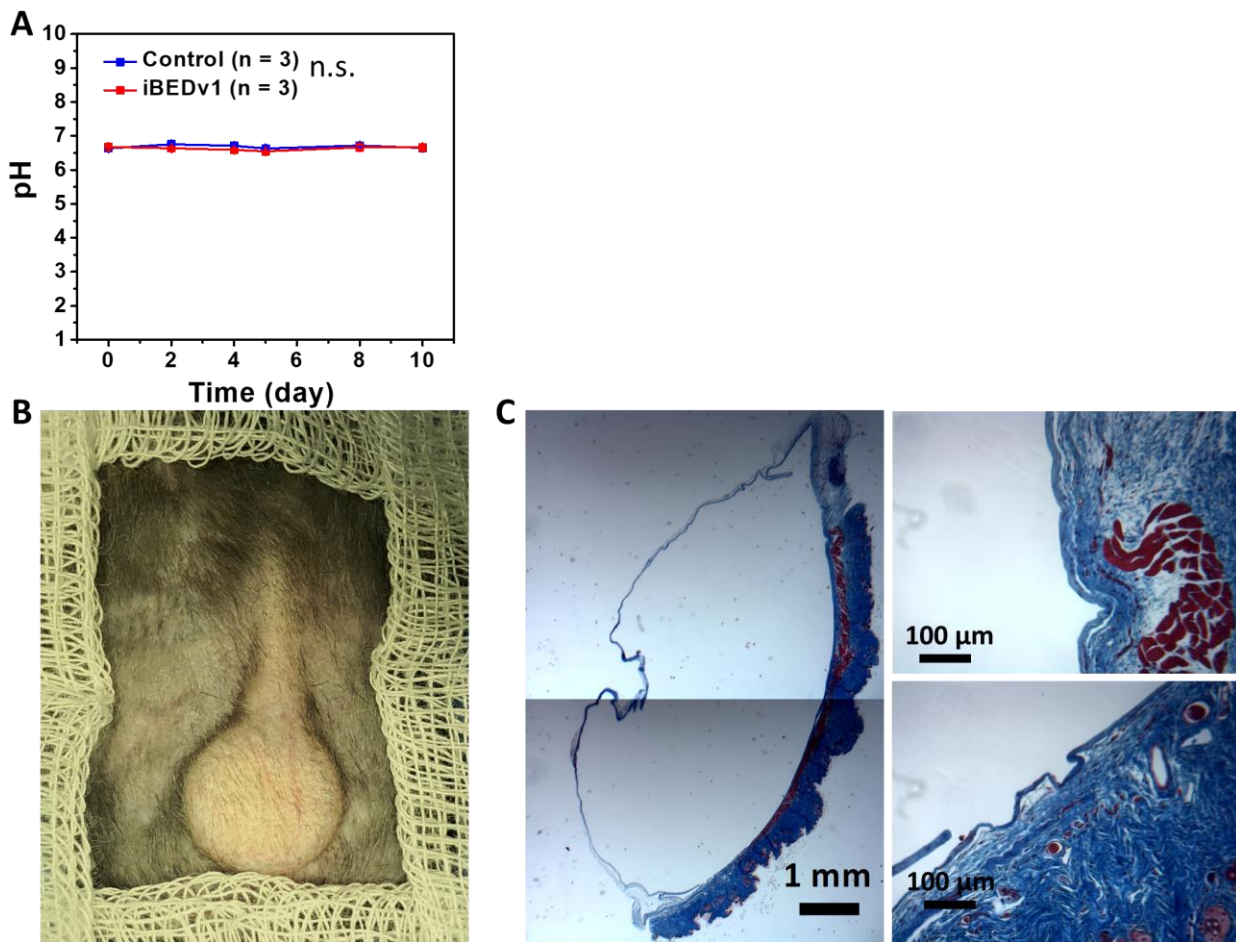 A
10
9
8
7
6
5
4
3
2
1
pH
Control (n = 3)
n.s.
iBEDv1 (n = 3)
0 2 4 6 8 10
Time (day)
B
C
1 mm
100 μm
100 μm